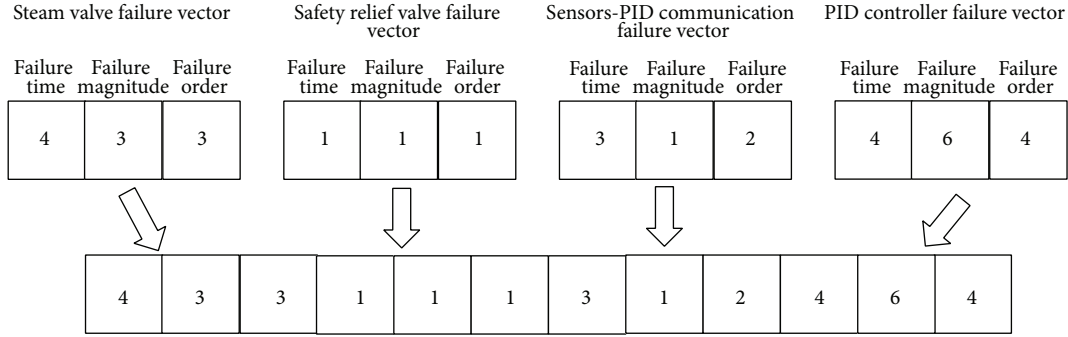 Steam valve failure vector
Safety relief valve failure
vector
Sensors-PID communication
failure vector
PID controller failure vector
Failure time
Failure magnitude
Failure order
Failure time
Failure magnitude
Failure order
Failure time
Failure magnitude
Failure order
Failure time
Failure magnitude
Failure order
4 3 3
1 1 1
3 1 2
4 6 4
4 3 3 1 1 1 3 1 2 4 6 4